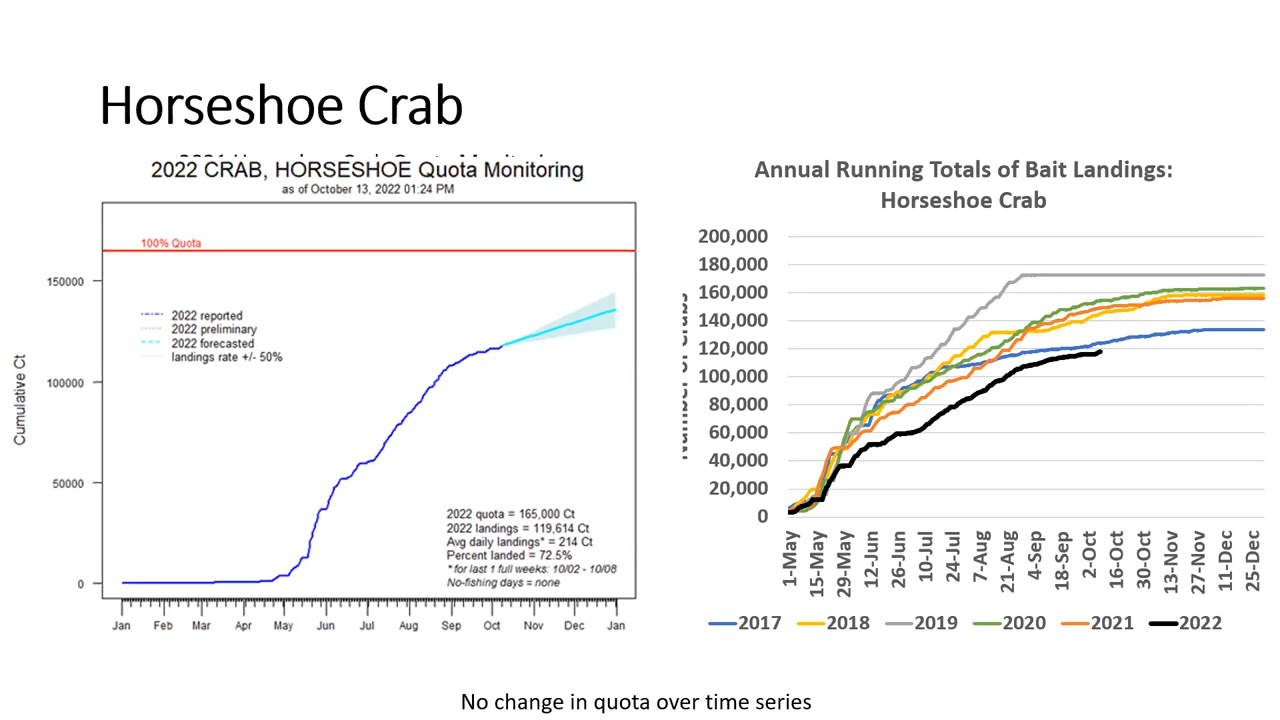 Horseshoe Crab
2022 CRAB, HORSESHOE Quota Monitoring
as of October 13, 2022 01:24 PM
100% Quota
150000
100000
50000
0
Cumulative Ct
2022 reported
2022 preliminary
2022 forecasted
landings rate +/- 50%
2022 quota = 165,000 Ct
2022 landings = 119,614 Ct
Avg daily landings* = 214 Ct
Percent landed = 72.5%
* for last 1 full weeks: 10/02 - 10/08
No-fishing days = none
Jan Feb Mar Apr May Jun Jul Aug Sep Oct Nov Dec Jan
Annual Running Totals of Bait Landings:
Horseshoe Crab
200,000
180,000
160,000
140,000
120,000
100,000
80,000
60,000
40,000
20,000
0
1-May 15-May 29-May 12-Jun 26-Jun 10-Jul 24-Jul 7-Aug 21-Aug 4-Sep 18-Sep 2-Oct 16-Oct 30-Oct 13-Nov 27-Nov 11-Dec 25-Dec
2017 2018 2019 2020 2021 2022
No change in quota over time series